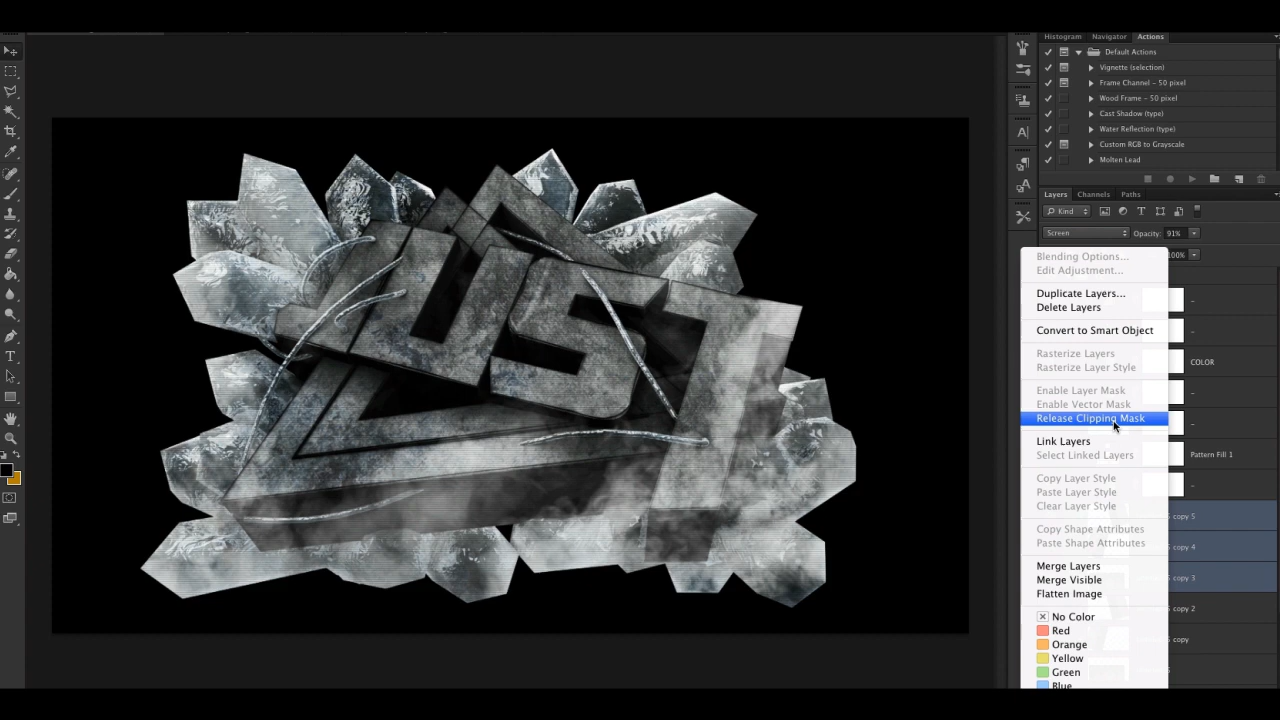 Histogram Navigator Actions
Default Actions
Vignette (selection)
Frame Channel - 50 pixel
Wood Frame - 50 pixel
Cast Shadow (type)
Water Reflection (type)
Custom RGB to Grayscale
Molten Lead
Layers Channels Paths
Kind
Screen Opacity: 91%
100%
Blending Options...
Edit Adjustment...
Duplicate Layers...
Delete Layers
Convert to Smart Object
Rasterize Layers
Rasterize Layer Style
Enable Layer Mask
Enable Vector Mask
Release Clipping Mask
Link Layers
Select Linked Layers
Copy Layer Style
Paste Layer Style
Clear Layer Style
Copy Shape Attributes
Paste Shape Attributes
Merge Layers
Merge Visible
Flatten Image
No Color
Red
Orange
Yellow
Green
Blue
COLOR
Pattern Fill 1
copy 5
copy 4
copy 3
copy 2
copy
UST